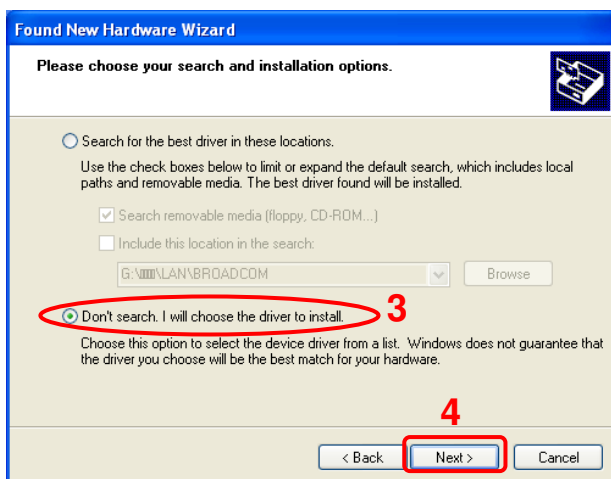 Found New Hardware Wizard
Please choose your search and installation options.
Search for the best driver in these locations.
Use the check boxes below to limit or expand the default search, which includes local
paths and removable media. The best driver found will be installed.
Search removable media (floppy, CD-ROM...)
Include this location in the search:
G:\\LAN\BROADCOM
Browse
Don't search. I will choose the driver to install.
3
Choose this option to select the device driver from a list. Windows does not guarantee that
the driver you choose will be the best match for your hardware.
4
< Back
Next >
Cancel